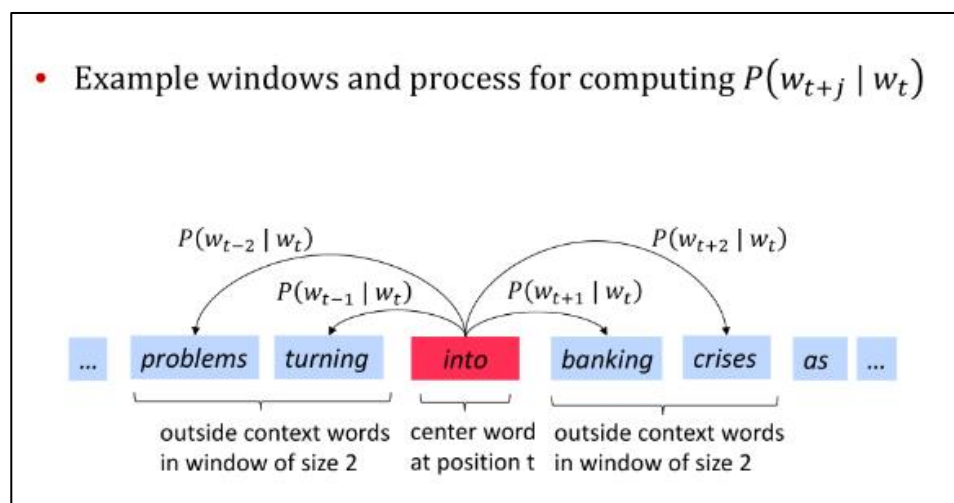 • Example windows and process for computing P(w_{t+j} | w_t)
P(w_{t−2} | w_t)
P(w_{t+2} | w_t)
P(w_{t−1} | w_t)
P(w_{t+1} | w_t)
... problems turning into banking crises as ...
outside context words
in window of size 2
center word
at position t
outside context words
in window of size 2